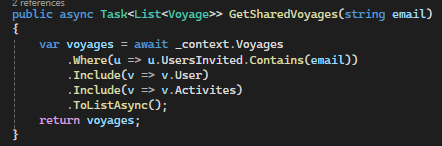 2 references
public async Task<List<Voyage>> GetSharedVoyages(string email)
{
var voyages = await _context.Voyages
.Where(u => u.UsersInvited.Contains(email))
.Include(v => v.User)
.Include(v => v.Activites)
.ToListAsync();
return voyages;
}